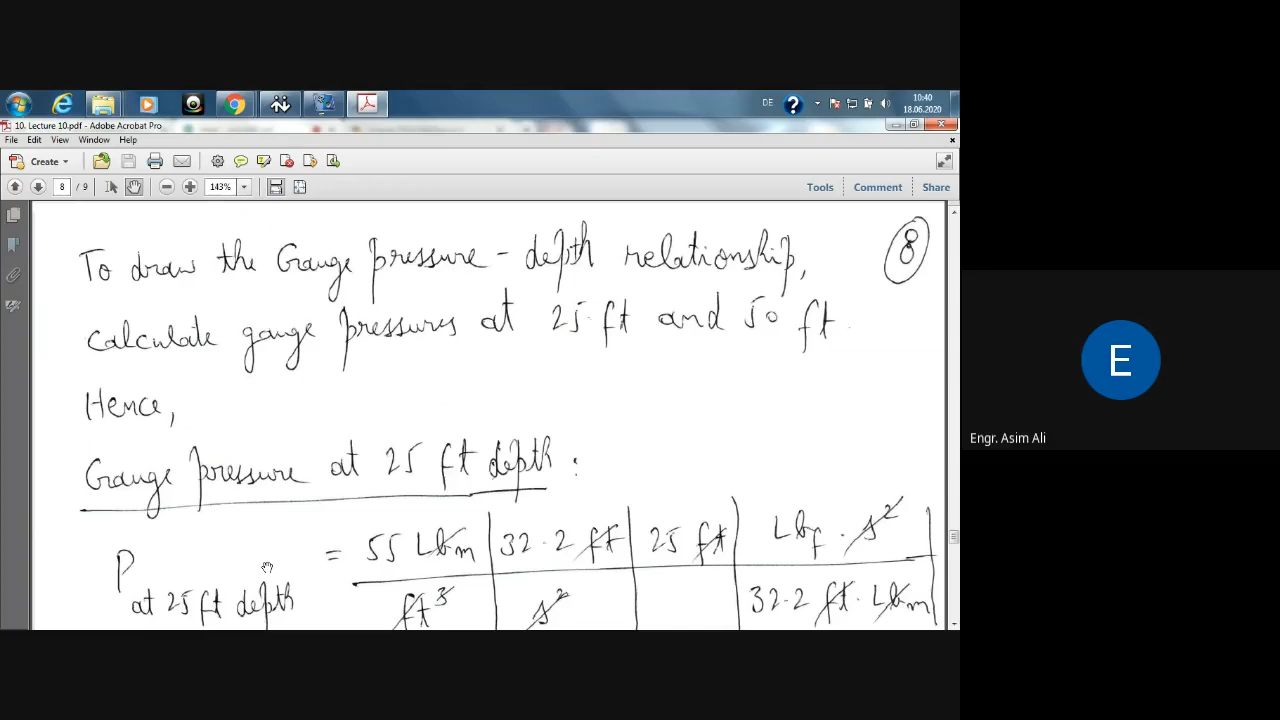 DE
10:40
18.06.2020
10. Lecture 10.pdf - Adobe Acrobat Pro
File Edit View Window Help
Create
8 / 9
143%
Tools Comment Share
8
To draw the Gauge pressure - depth relationship,
calculate gauge pressures at 25 ft and 50 ft
Hence,
Gauge pressure at 25 ft depth :
P at 25 ft depth = 55 Lbm | 32.2 ft | 25 ft | Lbf . s²
ft³ | s² | | 32.2 ft . Lbm
E
Engr. Asim Ali